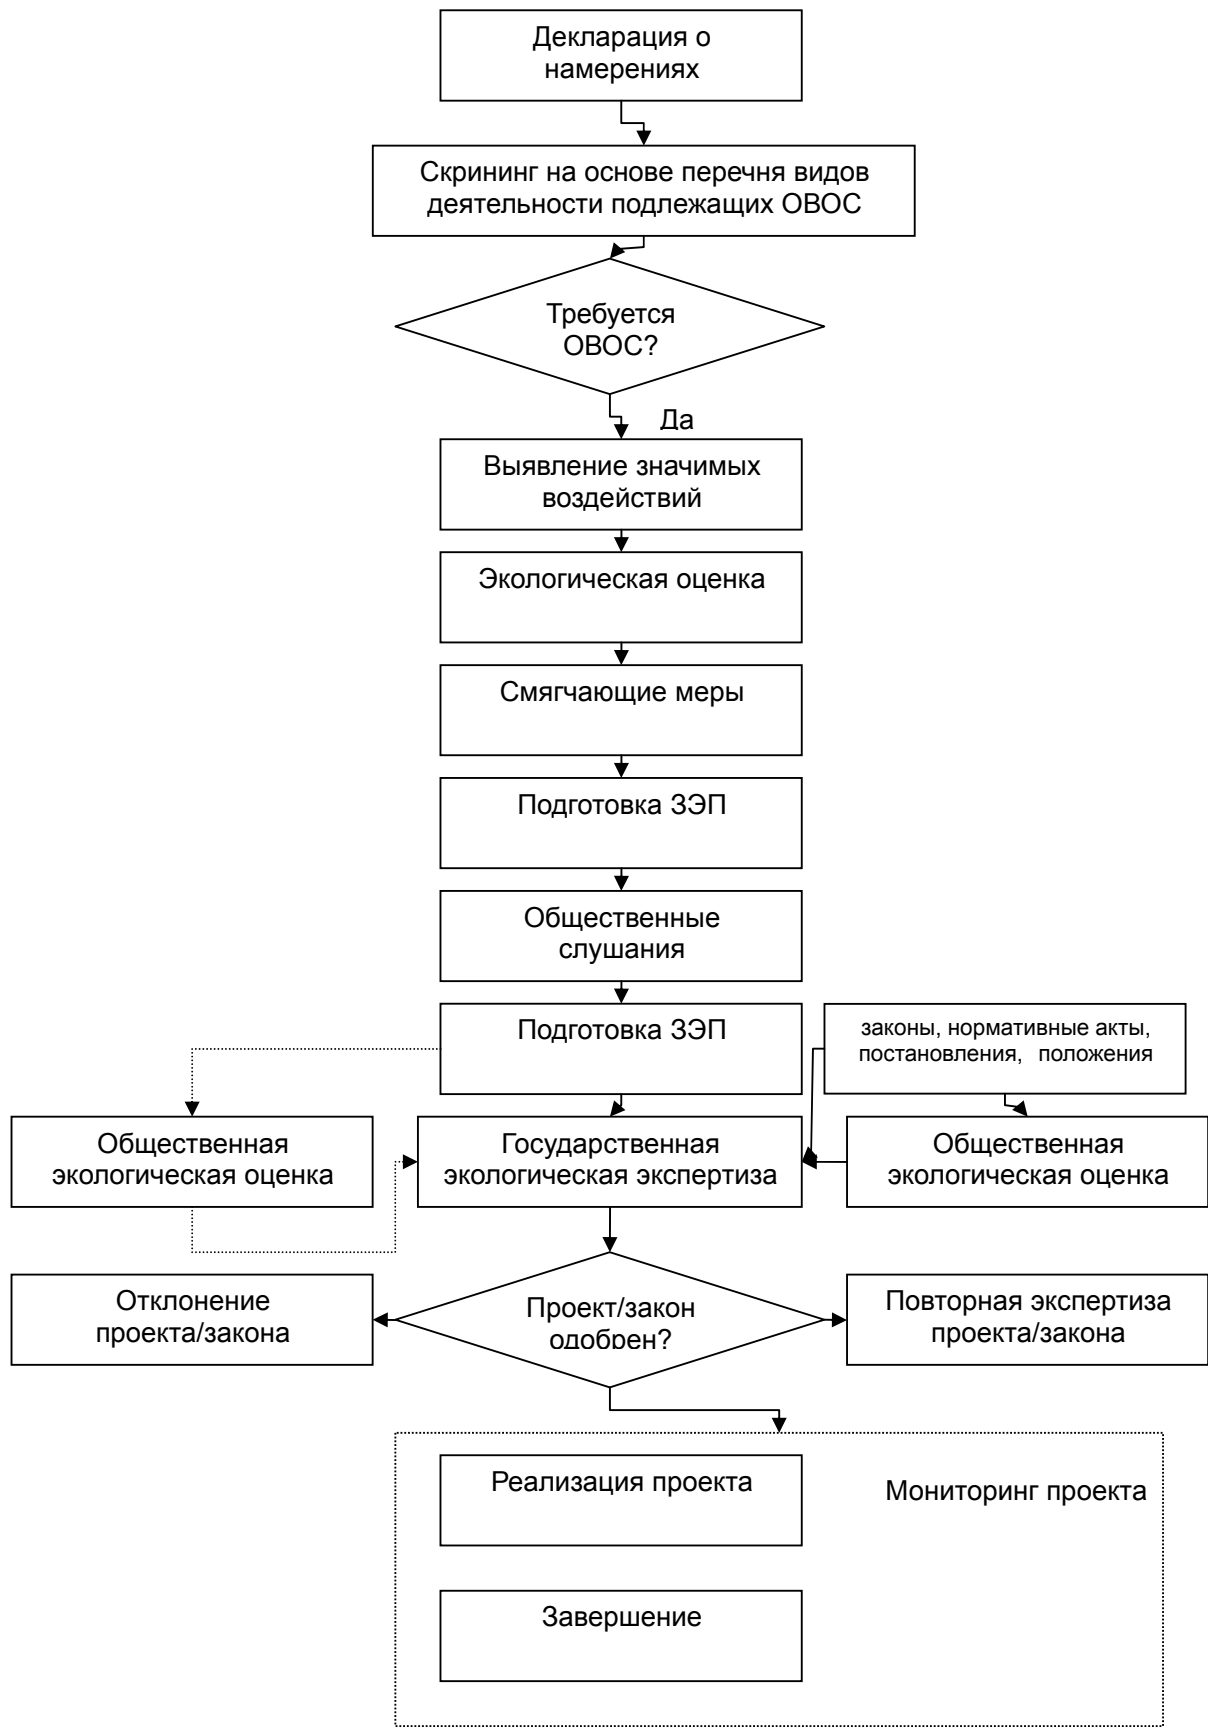 Декларация о
намерениях
Скрининг на основе перечня видов
деятельности подлежащих ОВОС
Требуется
ОВОС?
Да
Выявление значимых
воздействий
Экологическая оценка
Смягчающие меры
Подготовка ЗЭП
Общественные
слушания
Подготовка ЗЭП
законы, нормативные акты,
постановления, положения
Общественная
экологическая оценка
Государственная
экологическая экспертиза
Общественная
экологическая оценка
Отклонение
проекта/закона
Проект/закон
одобрен?
Повторная экспертиза
проекта/закона
Реализация проекта
Мониторинг проекта
Завершение